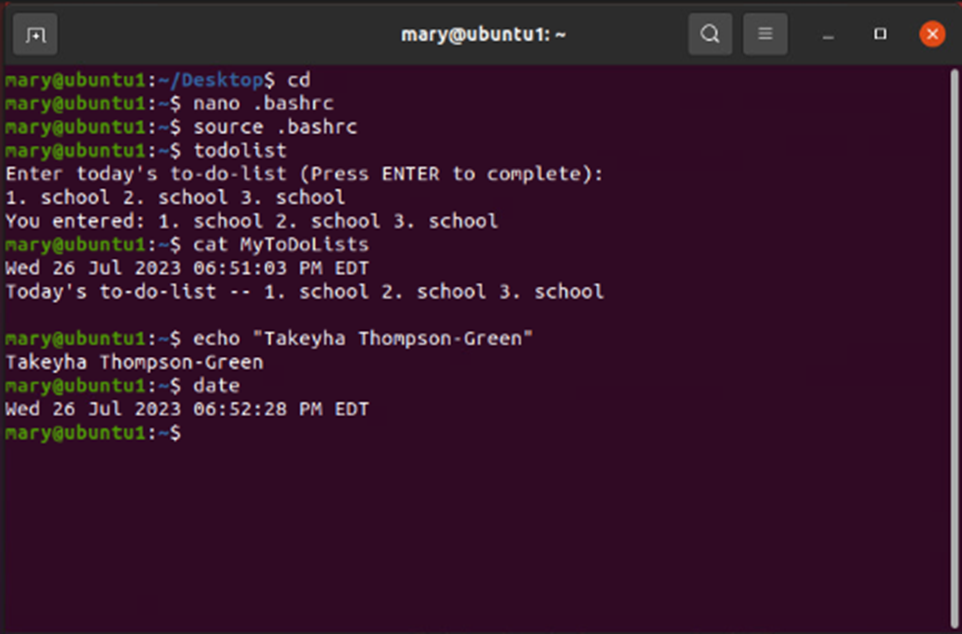 mary@ubuntu1: ~
mary@ubuntu1:~/Desktop$ cd
mary@ubuntu1:~$ nano .bashrc
mary@ubuntu1:~$ source .bashrc
mary@ubuntu1:~$ todolist
Enter today's to-do-list (Press ENTER to complete):
1. school 2. school 3. school
You entered: 1. school 2. school 3. school
mary@ubuntu1:~$ cat MyToDoLists
Wed 26 Jul 2023 06:51:03 PM EDT
Today's to-do-list -- 1. school 2. school 3. school
mary@ubuntu1:~$ echo "Takeyha Thompson-Green"
Takeyha Thompson-Green
mary@ubuntu1:~$ date
Wed 26 Jul 2023 06:52:28 PM EDT
mary@ubuntu1:~$